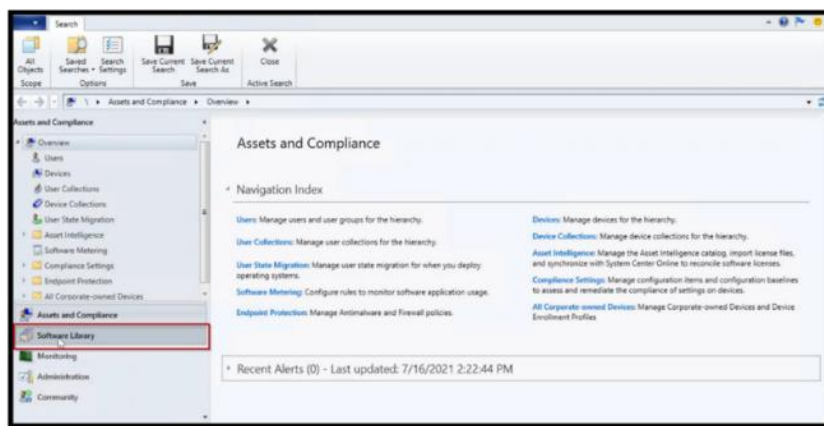 Search
All Objects
Saved Searches
Search Settings
Save Current Search
Save Current Search As
Close
Scope
Options
Save
Active Search
\ Assets and Compliance Overview
Assets and Compliance
Overview
Users
Devices
User Collections
Device Collections
User State Migration
Asset Intelligence
Software Metering
Compliance Settings
Endpoint Protection
All Corporate-owned Devices
Assets and Compliance
Software Library
Monitoring
Administration
Community
Assets and Compliance
Navigation Index
Users: Manage users and user groups for the hierarchy.
User Collections: Manage user collections for the hierarchy.
User State Migration: Manage user state migration for when you deploy
operating systems.
Software Metering: Configure rules to monitor software application usage.
Endpoint Protection: Manage Antimalware and Firewall policies.
Devices: Manage devices for the hierarchy.
Device Collections: Manage device collections for the hierarchy.
Asset Intelligence: Manage the Asset Intelligence catalog, import license files,
and synchronize with System Center Online to reconcile software licenses.
Compliance Settings: Manage configuration items and configuration baselines
to assess and remediate the compliance of settings on devices.
All Corporate-owned Devices: Manage Corporate-owned Devices and Device
Enrollment Profiles
Recent Alerts (0) - Last updated: 7/16/2021 2:22:44 PM